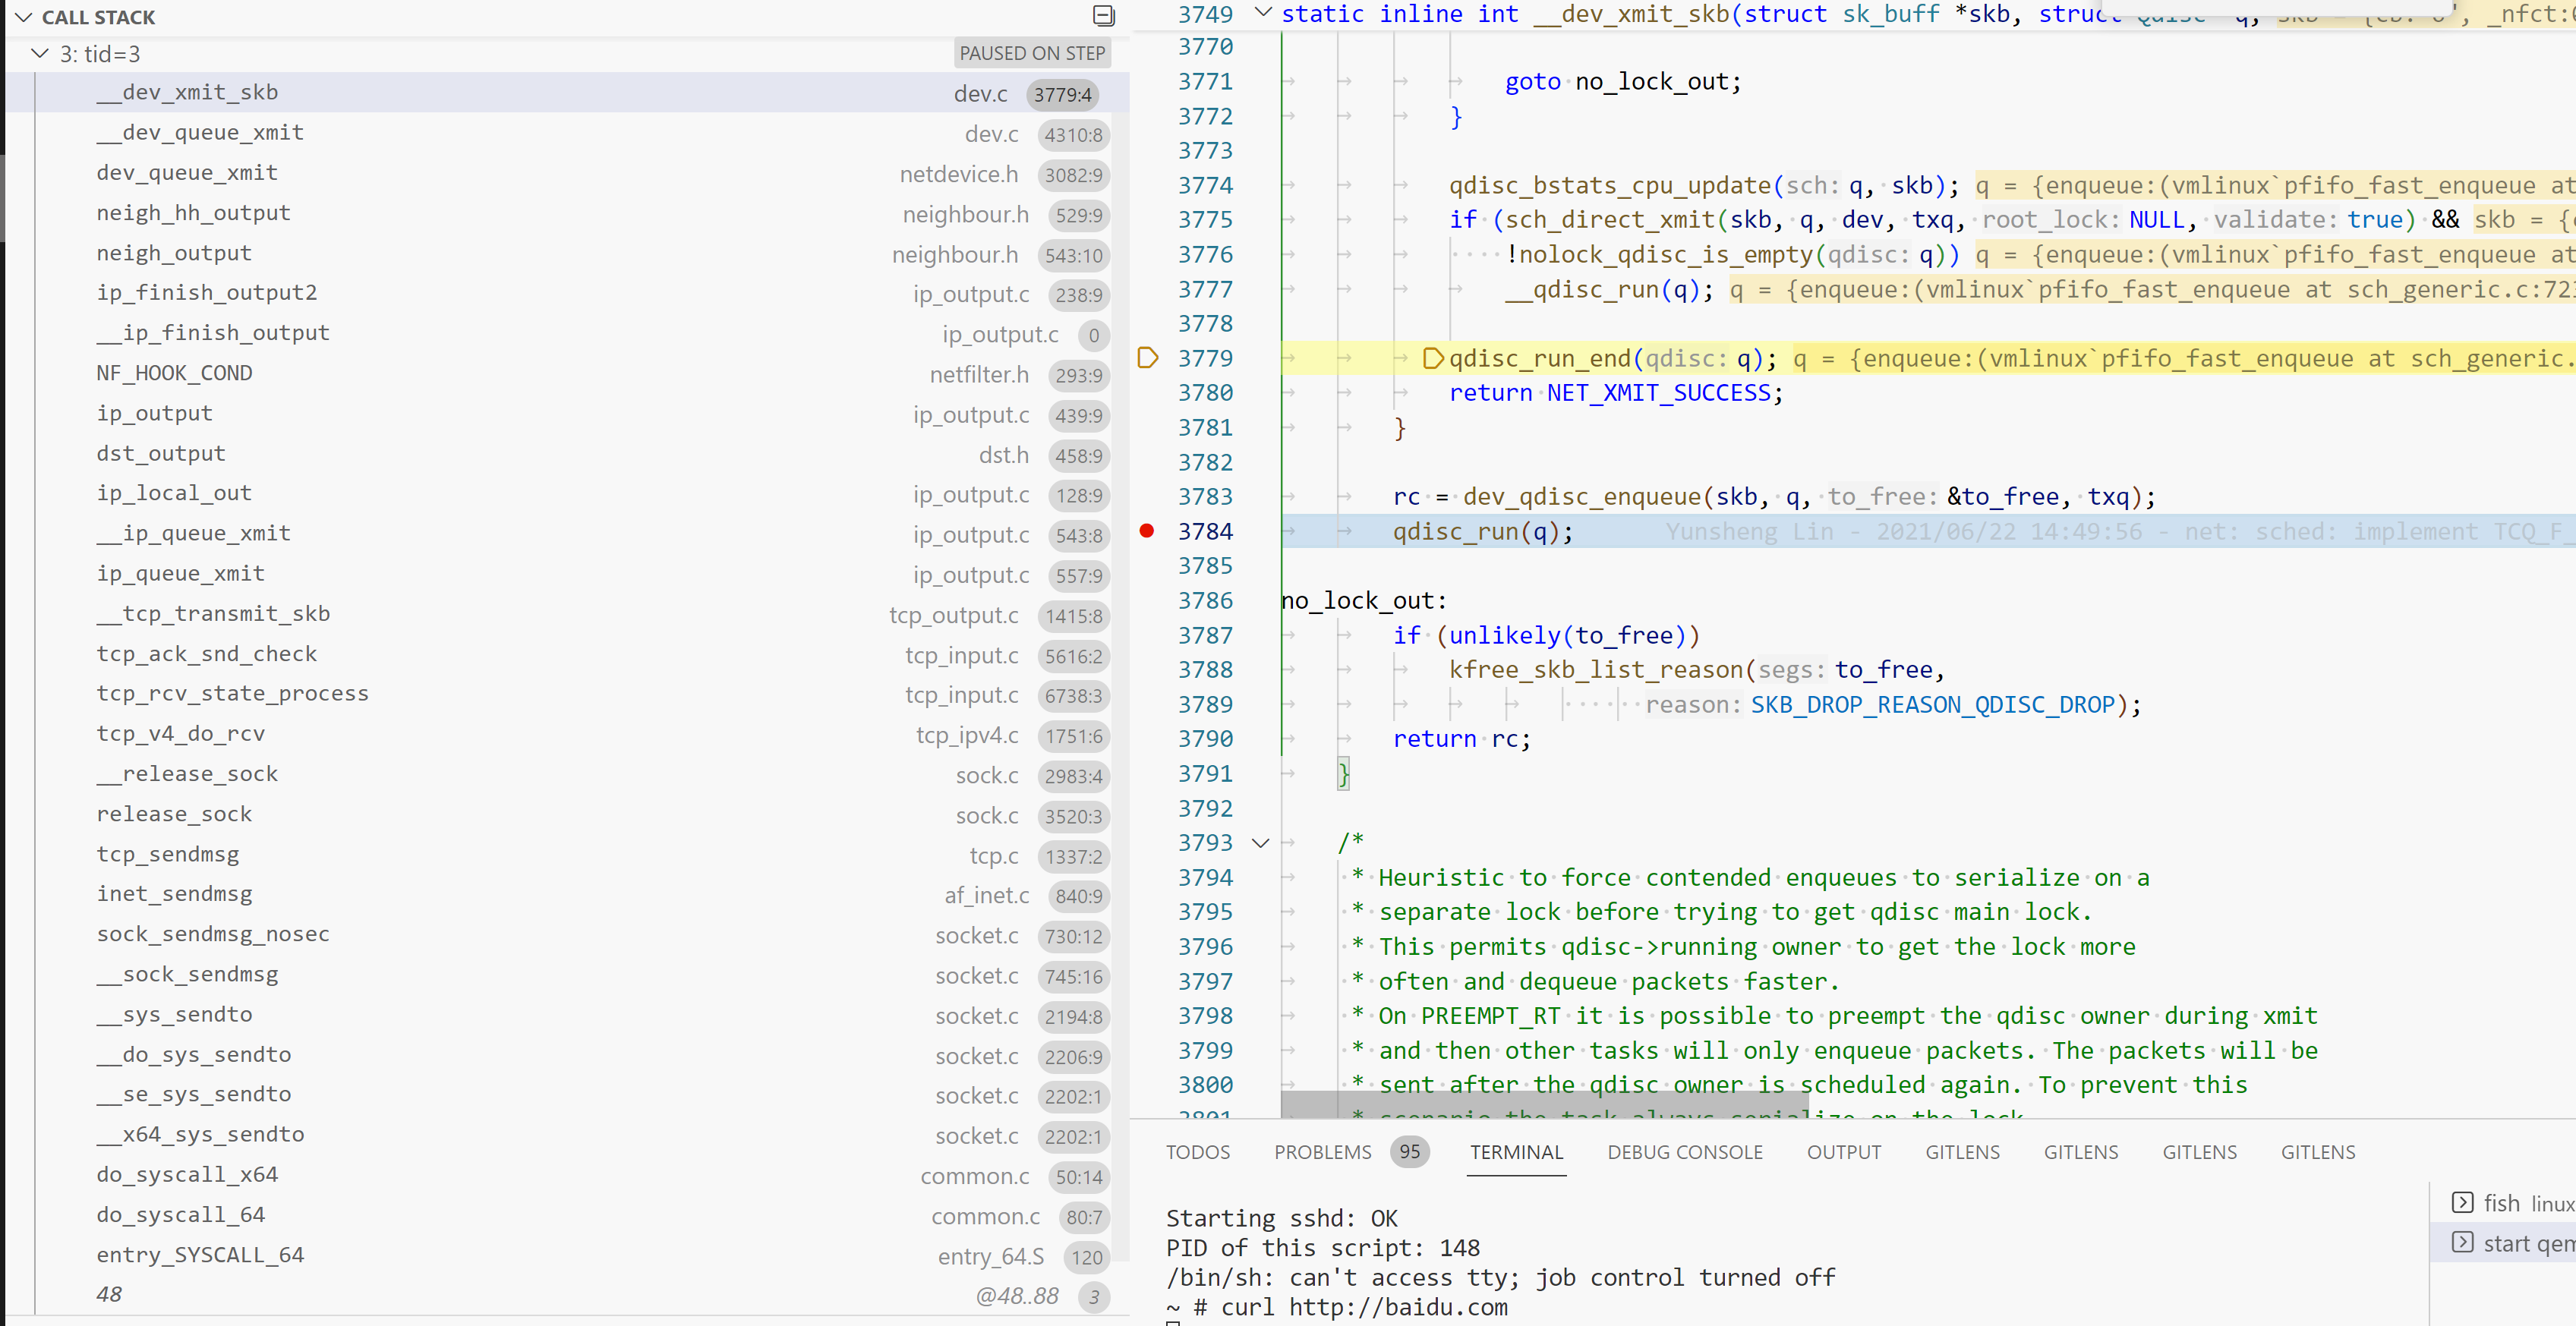 CALL STACK
3: tid=3 PAUSED ON STEP
__dev_xmit_skb dev.c 3779:4
__dev_queue_xmit dev.c 4310:8
dev_queue_xmit netdevice.h 3082:9
neigh_hh_output neighbour.h 529:9
neigh_output neighbour.h 543:10
ip_finish_output2 ip_output.c 238:9
__ip_finish_output ip_output.c 0
NF_HOOK_COND netfilter.h 293:9
ip_output ip_output.c 439:9
dst_output dst.h 458:9
ip_local_out ip_output.c 128:9
__ip_queue_xmit ip_output.c 543:8
ip_queue_xmit ip_output.c 557:9
__tcp_transmit_skb tcp_output.c 1415:8
tcp_ack_snd_check tcp_input.c 5616:2
tcp_rcv_state_process tcp_input.c 6738:3
tcp_v4_do_rcv tcp_ipv4.c 1751:6
__release_sock sock.c 2983:4
release_sock sock.c 3520:3
tcp_sendmsg tcp.c 1337:2
inet_sendmsg af_inet.c 840:9
sock_sendmsg_nosec socket.c 730:12
__sock_sendmsg socket.c 745:16
__sys_sendto socket.c 2194:8
__do_sys_sendto socket.c 2206:9
__se_sys_sendto socket.c 2202:1
__x64_sys_sendto socket.c 2202:1
do_syscall_x64 common.c 50:14
do_syscall_64 common.c 80:7
entry_SYSCALL_64 entry_64.S 120
48 @48..88 3
3749 static inline int __dev_xmit_skb(struct sk_buff *skb, struct
3770
3771 goto no_lock_out;
3772 }
3773
3774 qdisc_bstats_cpu_update(sch: q, skb); q = {enqueue:(vmlinux`pfifo_fast_enqueue at
3775 if (sch_direct_xmit(skb, q, dev, txq, root_lock: NULL, validate: true) && skb = {
3776 !nolock_qdisc_is_empty(qdisc: q)) q = {enqueue:(vmlinux`pfifo_fast_enqueue at
3777 __qdisc_run(q); q = {enqueue:(vmlinux`pfifo_fast_enqueue at sch_generic.c:72
3778
3779 qdisc_run_end(qdisc: q); q = {enqueue:(vmlinux`pfifo_fast_enqueue at sch_generic.
3780 return NET_XMIT_SUCCESS;
3781 }
3782
3783 rc = dev_qdisc_enqueue(skb, q, to_free: &to_free, txq);
3784 qdisc_run(q); Yunsheng Lin - 2021/06/22 14:49:56 - net: sched: implement TCQ_F_
3785
3786 no_lock_out:
3787 if (unlikely(to_free))
3788 kfree_skb_list_reason(segs: to_free,
3789 reason: SKB_DROP_REASON_QDISC_DROP);
3790 return rc;
3791 }
3792
3793 /*
3794 * Heuristic to force contended enqueues to serialize on a
3795 * separate lock before trying to get qdisc main lock.
3796 * This permits qdisc->running owner to get the lock more
3797 * often and dequeue packets faster.
3798 * On PREEMPT_RT it is possible to preempt the qdisc owner during xmit
3799 * and then other tasks will only enqueue packets. The packets will be
3800 * sent after the qdisc owner is scheduled again. To prevent this
3801 * scenario the task always serialize on the lock
TODOS PROBLEMS 95 TERMINAL DEBUG CONSOLE OUTPUT GITLENS GITLENS GITLENS GITLENS
Starting sshd: OK
PID of this script: 148
/bin/sh: can't access tty; job control turned off
~ # curl http://baidu.com
fish linux
start qem